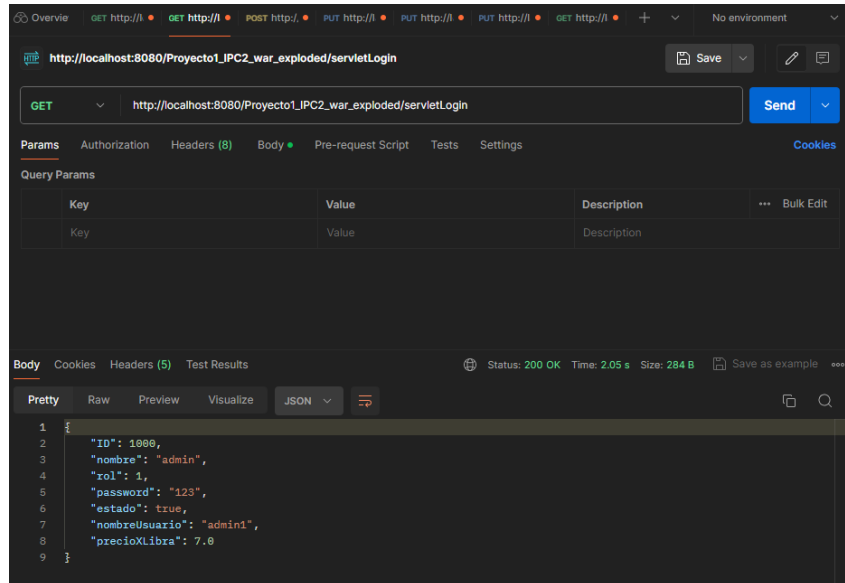 Overvie GET http://l GET http://l POST http:/, PUT http://l PUT http://l PUT http://l GET http://l No environment
HTTP http://localhost:8080/Proyecto1_IPC2_war_exploded/servletLogin Save
GET http://localhost:8080/Proyecto1_IPC2_war_exploded/servletLogin Send
Params Authorization Headers (8) Body Pre-request Script Tests Settings Cookies
Query Params
Key Value Description Bulk Edit
Key Value Description
Body Cookies Headers (5) Test Results Status: 200 OK Time: 2.05 s Size: 284 B Save as example
Pretty Raw Preview Visualize JSON
1 {
2 "ID": 1000,
3 "nombre": "admin",
4 "rol": 1,
5 "password": "123",
6 "estado": true,
7 "nombreUsuario": "admin1",
8 "precioXLibra": 7.0
9 }